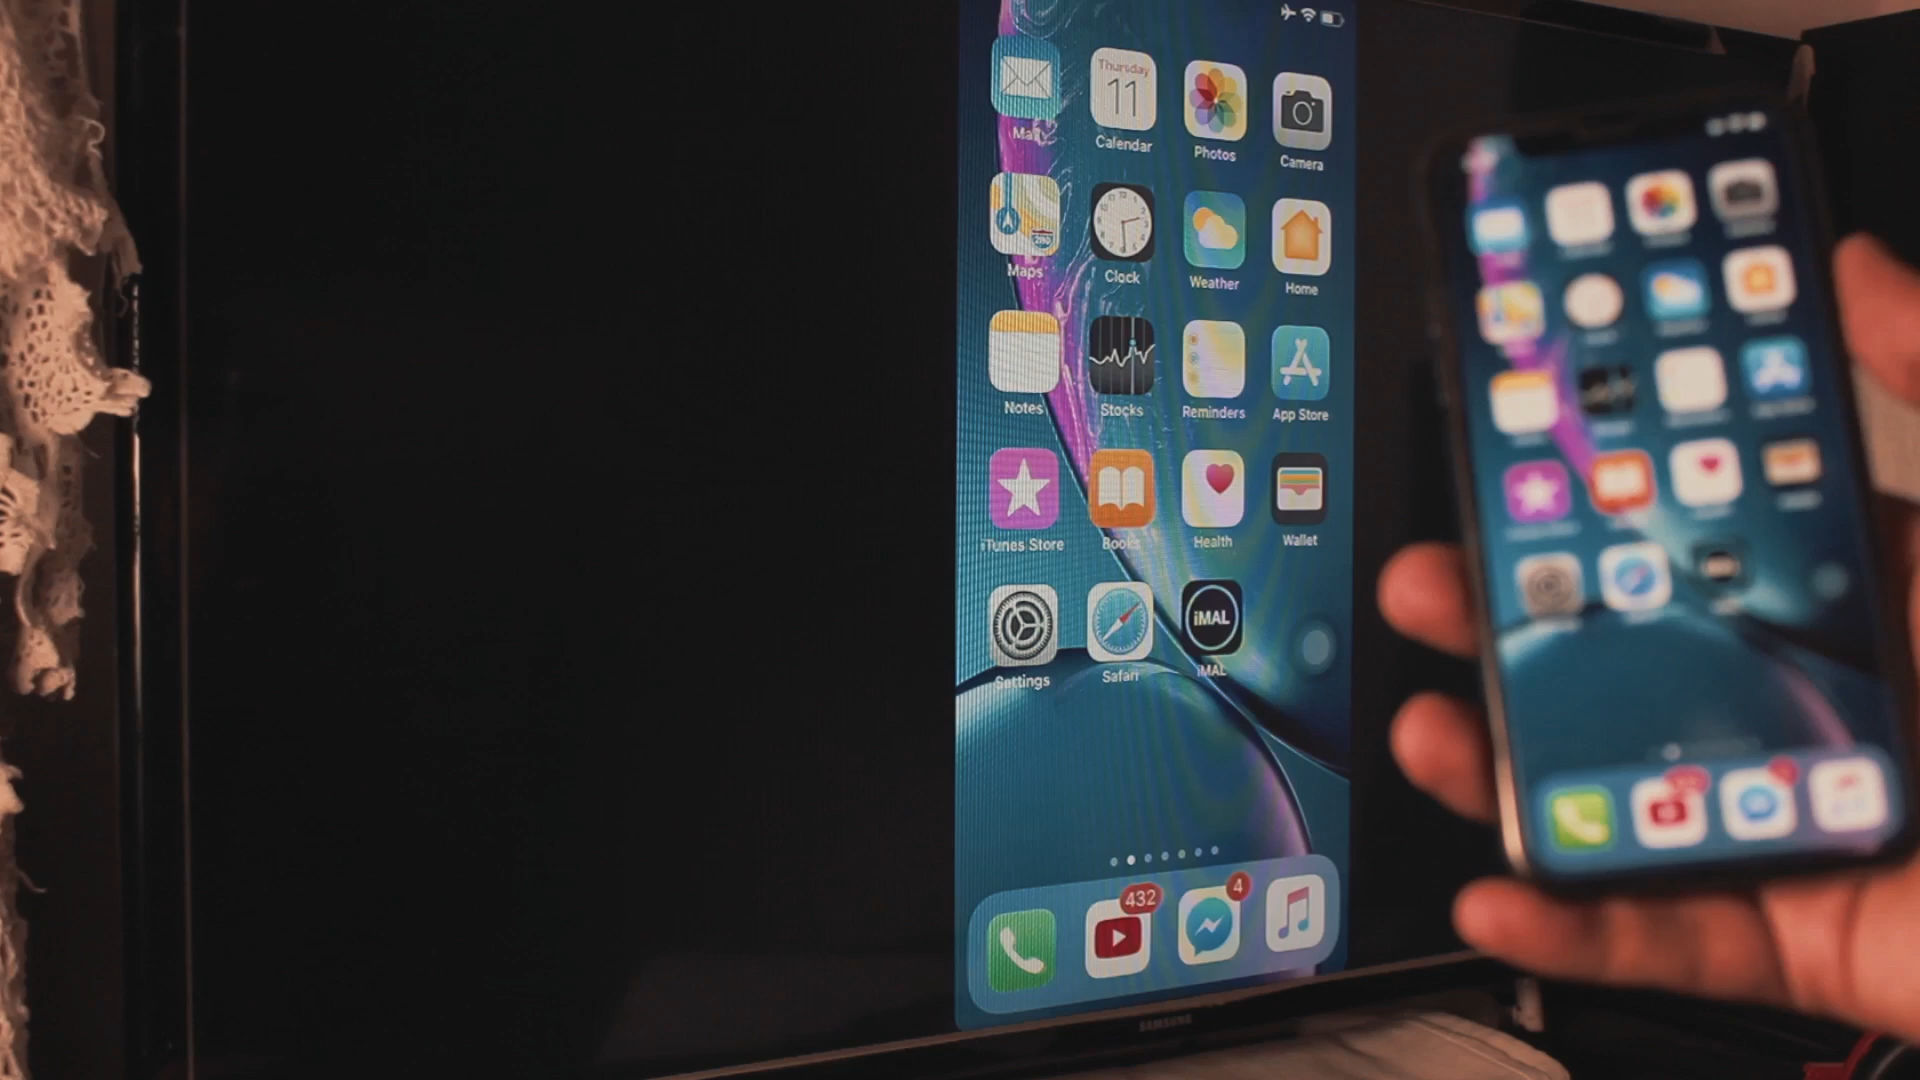 Thursday
11
Mail
Calendar
Photos
Camera
Maps
Clock
Weather
Home
Notes
Stocks
Reminders
App Store
iTunes Store
Books
Health
Wallet
iMAL
Settings
Safari
iMAL
432
4
SAMSUNG